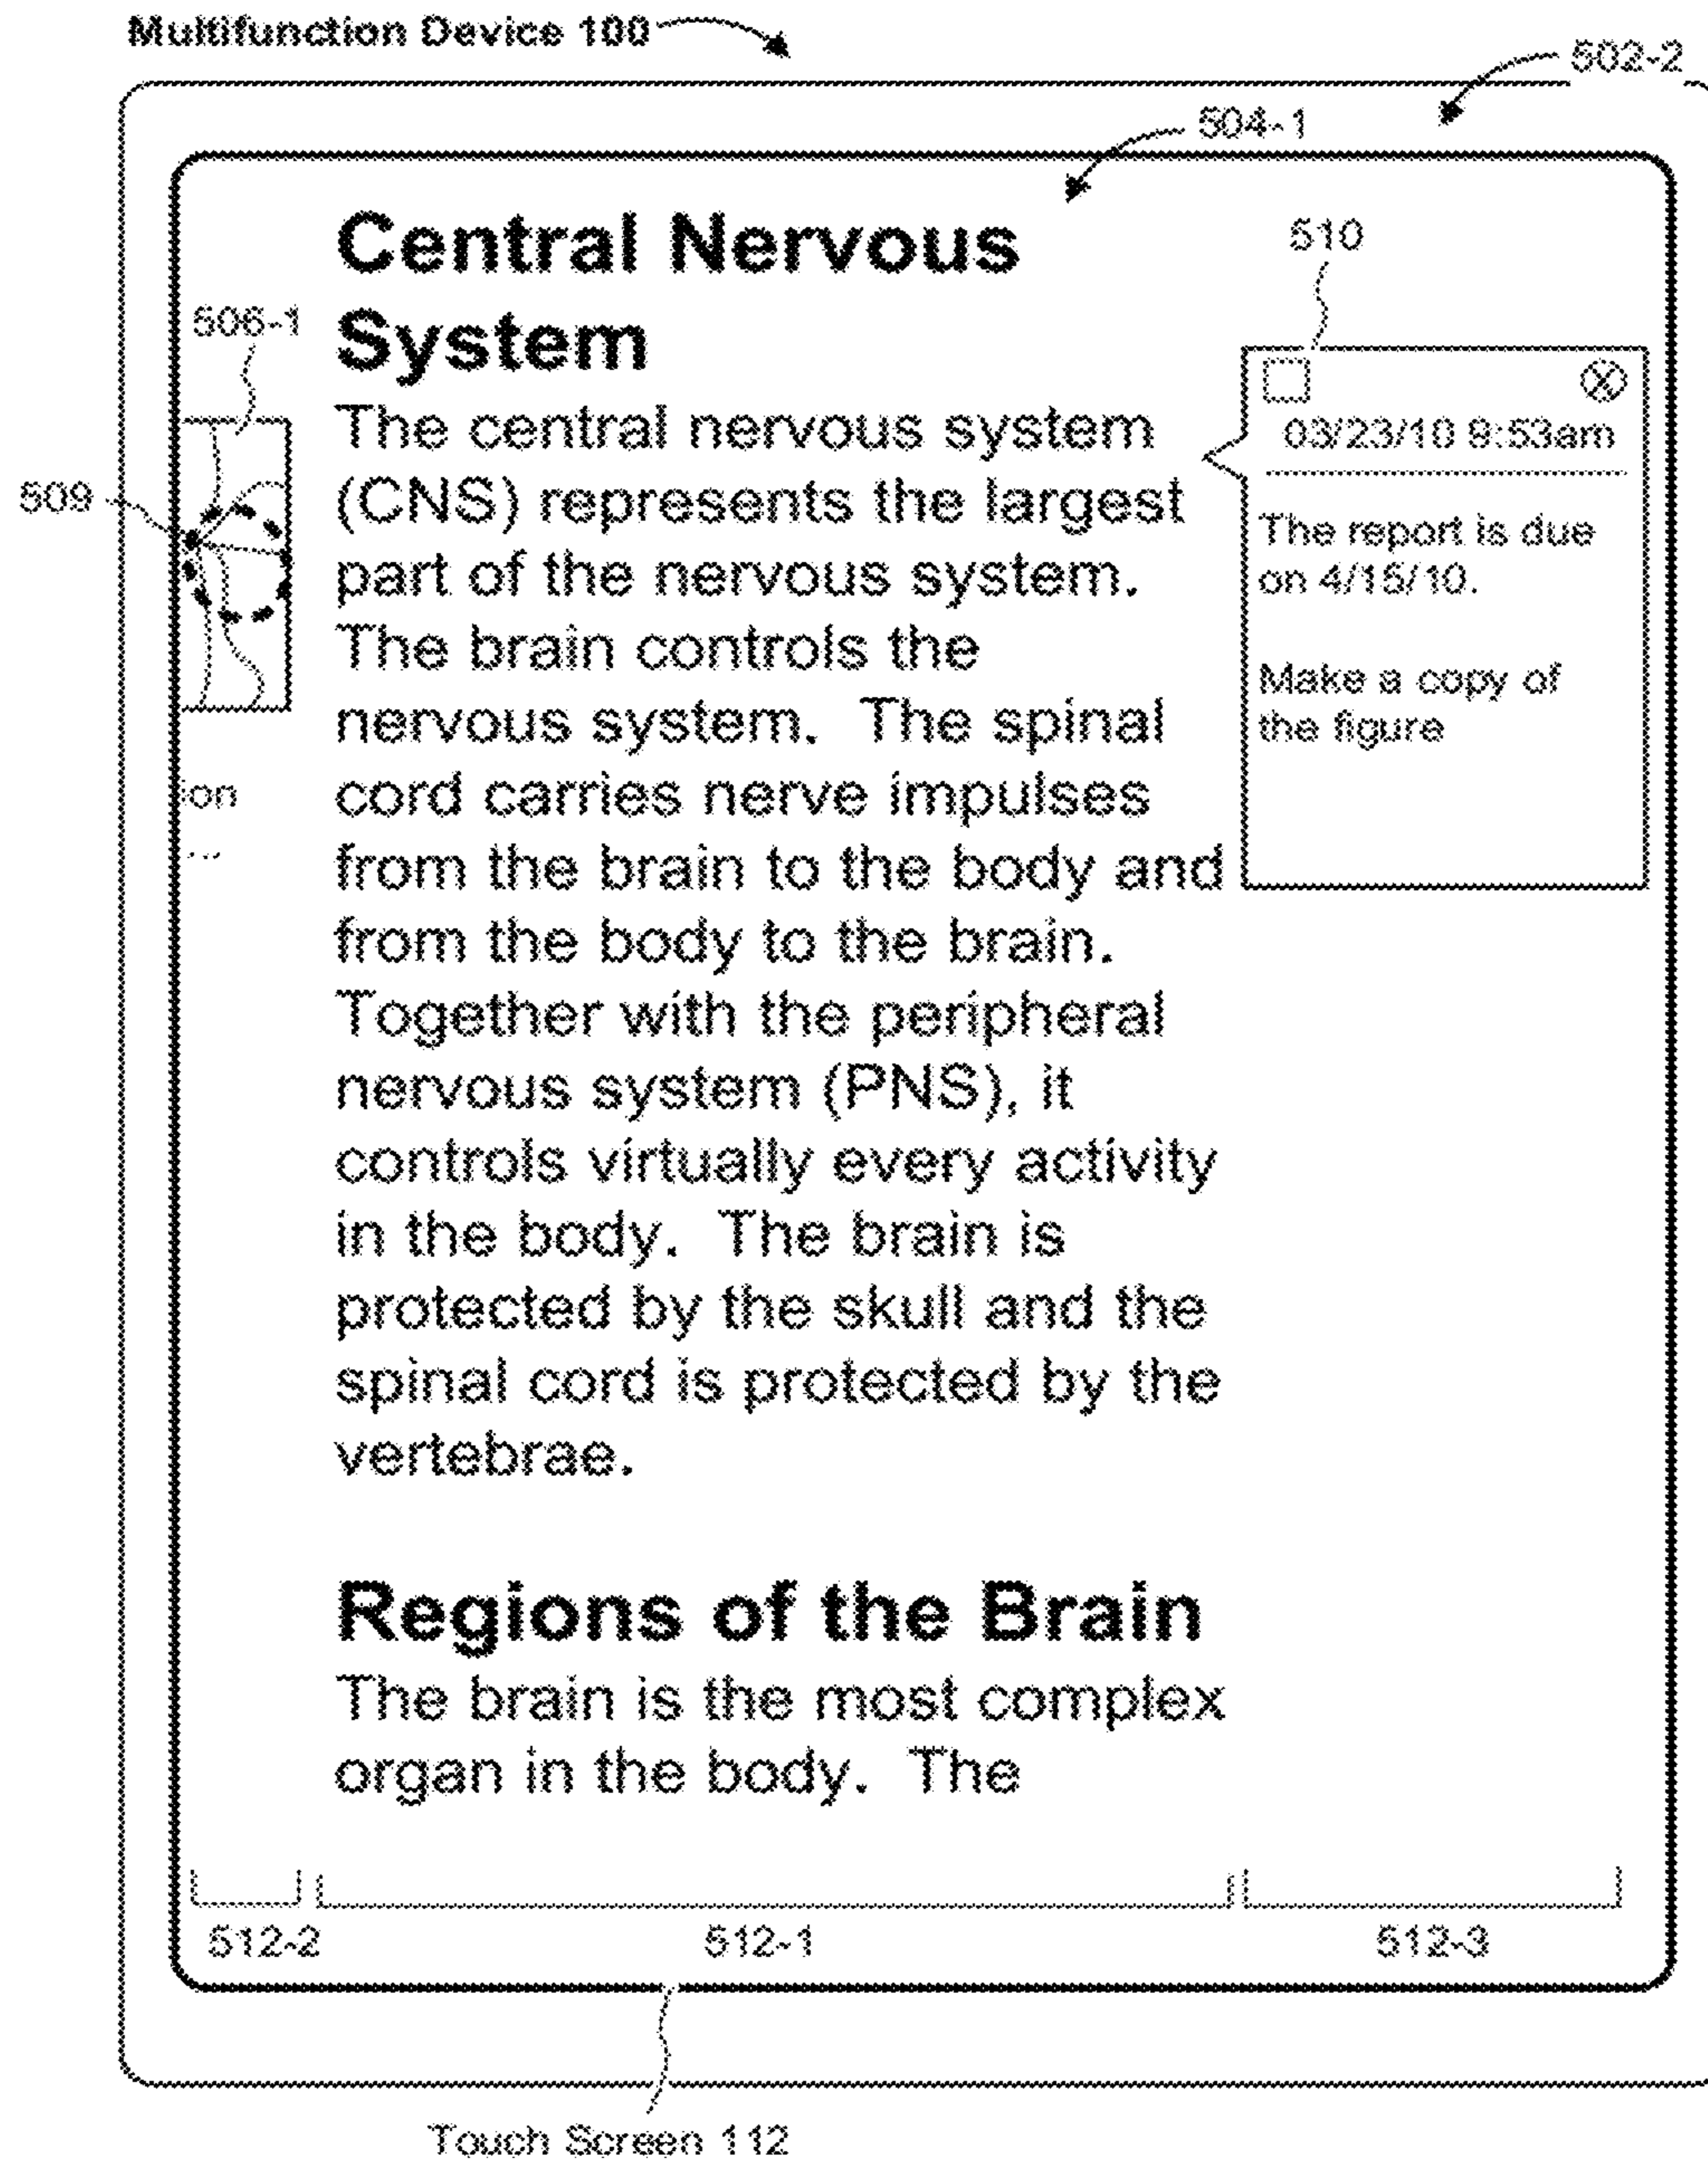 Multifunction Device 100
502-2
504-1
Central Nervous
System
510
506-1
03/23/10 9:53am
The central nervous system
(CNS) represents the largest
part of the nervous system.
The brain controls the
nervous system. The spinal
cord carries nerve impulses
from the brain to the body and
from the body to the brain.
Together with the peripheral
nervous system (PNS), it
controls virtually every activity
in the body. The brain is
protected by the skull and the
spinal cord is protected by the
vertebrae.
509
The report is due
on 4/15/10.
Make a copy of
the figure
ion
...
Regions of the Brain
The brain is the most complex
organ in the body. The
512-2
512-1
512-3
Touch Screen 112